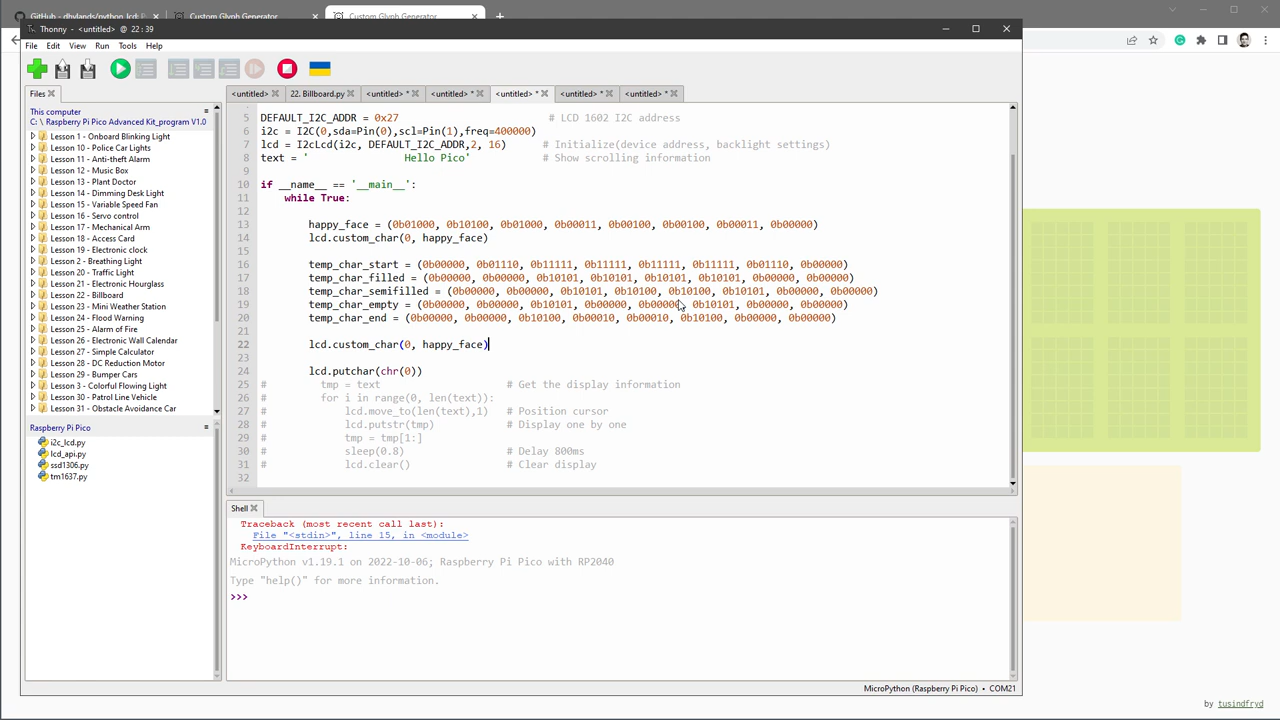 GitHub - dhylands/python_lcd: P
Custom Glyph Generator
Custom Glyph Generator
Thonny - <untitled> @ 22 : 39
File Edit View Run Tools Help
Files
<untitled>
22. Billboard.py
<untitled> *
<untitled> *
<untitled> *
<untitled> *
<untitled> *
This computer
C: \ Raspberry Pi Pico Advanced Kit_program V1.0
Lesson 1 - Onboard Blinking Light
Lesson 10 - Police Car Lights
Lesson 11 - Anti-theft Alarm
Lesson 12 - Music Box
Lesson 13 - Plant Doctor
Lesson 14 - Dimming Desk Light
Lesson 15 - Variable Speed Fan
Lesson 16 - Servo control
Lesson 17 - Mechanical Arm
Lesson 18 - Access Card
Lesson 19 - Electronic clock
Lesson 2 - Breathing Light
Lesson 20 - Traffic Light
Lesson 21 - Electronic Hourglass
Lesson 22 - Billboard
Lesson 23 - Mini Weather Station
Lesson 24 - Flood Warning
Lesson 25 - Alarm of Fire
Lesson 26 - Electronic Wall Calendar
Lesson 27 - Simple Calculator
Lesson 28 - DC Reduction Motor
Lesson 29 - Bumper Cars
Lesson 3 - Colorful Flowing Light
Lesson 30 - Patrol Line Vehicle
Lesson 31 - Obstacle Avoidance Car
Raspberry Pi Pico
i2c_lcd.py
lcd_api.py
ssd1306.py
tm1637.py
5 DEFAULT_I2C_ADDR = 0x27 # LCD 1602 I2C address
6 i2c = I2C(0,sda=Pin(0),scl=Pin(1),freq=400000)
7 lcd = I2cLcd(i2c, DEFAULT_I2C_ADDR,2, 16) # Initialize(device address, backlight settings)
8 text = ' Hello Pico' # Show scrolling information
9
10 if __name__ == '__main__':
11 while True:
12
13 happy_face = (0b01000, 0b10100, 0b01000, 0b00011, 0b00100, 0b00100, 0b00011, 0b00000)
14 lcd.custom_char(0, happy_face)
15
16 temp_char_start = (0b00000, 0b01110, 0b11111, 0b11111, 0b11111, 0b11111, 0b01110, 0b00000)
17 temp_char_filled = (0b00000, 0b00000, 0b10101, 0b10101, 0b10101, 0b10101, 0b00000, 0b00000)
18 temp_char_semifilled = (0b00000, 0b00000, 0b10101, 0b10100, 0b10100, 0b10101, 0b00000, 0b00000)
19 temp_char_empty = (0b00000, 0b00000, 0b10101, 0b00000, 0b00000, 0b10101, 0b00000, 0b00000)
20 temp_char_end = (0b00000, 0b00000, 0b10100, 0b00010, 0b00010, 0b10100, 0b00000, 0b00000)
21
22 lcd.custom_char(0, happy_face)
23
24 lcd.putchar(chr(0))
25 # tmp = text # Get the display information
26 # for i in range(0, len(text)):
27 # lcd.move_to(len(text),1) # Position cursor
28 # lcd.putstr(tmp) # Display one by one
29 # tmp = tmp[1:]
30 # sleep(0.8) # Delay 800ms
31 # lcd.clear() # Clear display
32
Shell
Traceback (most recent call last):
File "<stdin>", line 15, in <module>
KeyboardInterrupt:
MicroPython v1.19.1 on 2022-10-06; Raspberry Pi Pico with RP2040
Type "help()" for more information.
>>>
MicroPython (Raspberry Pi Pico) • COM21
by tusindfryd